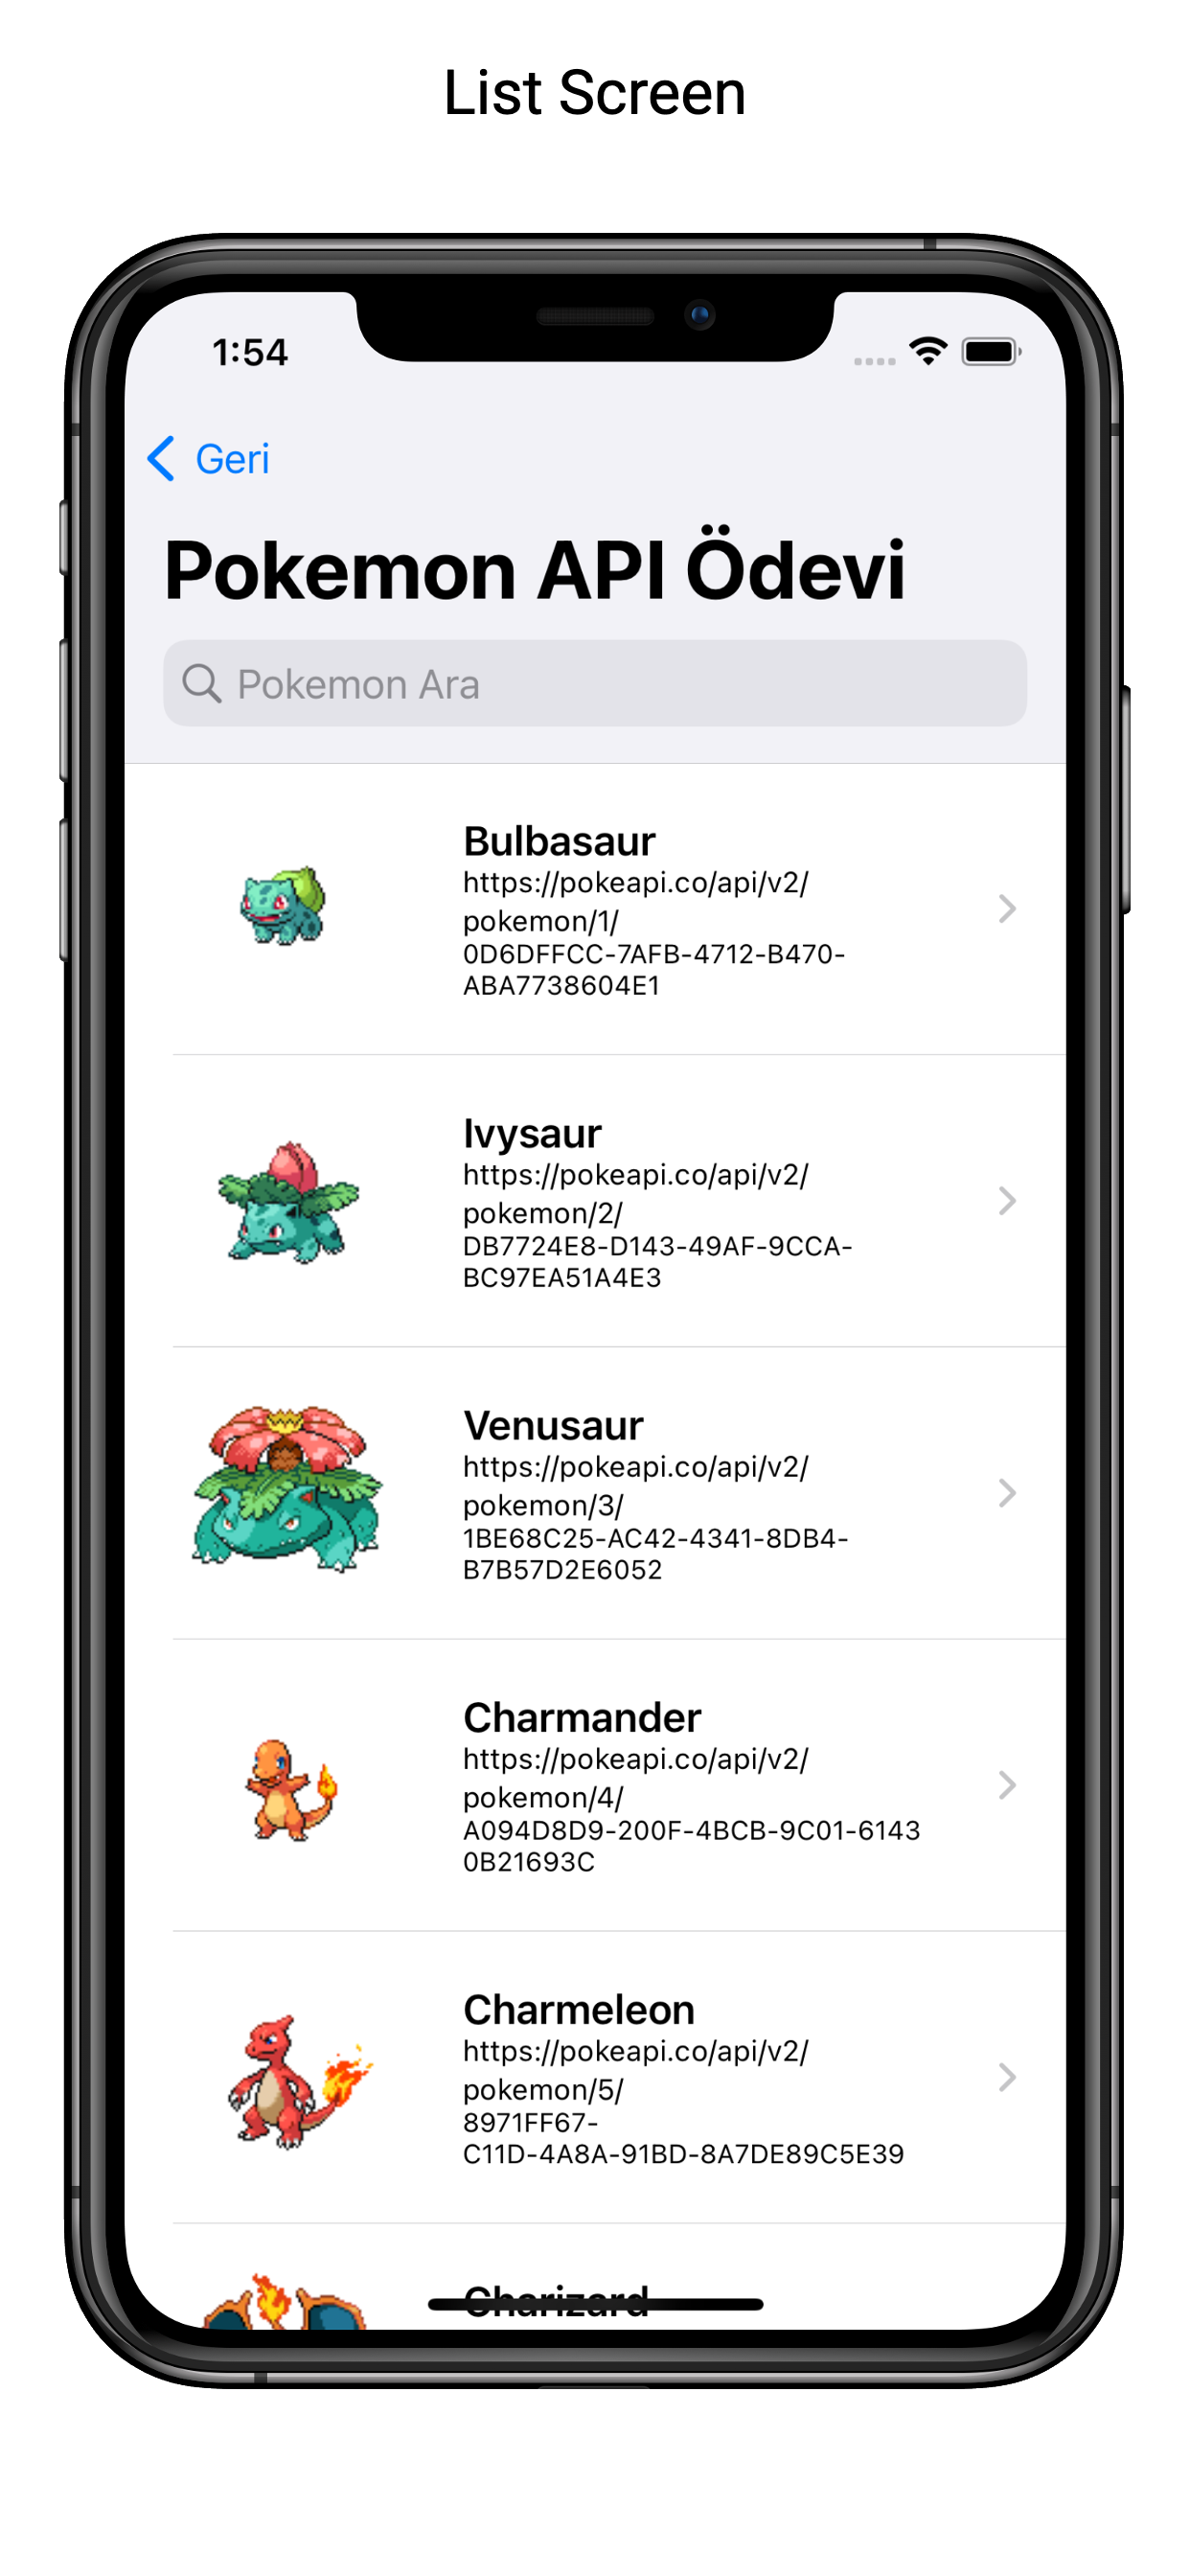 List Screen
1:54
Geri
Pokemon API Ödevi
Pokemon Ara
Bulbasaur
https://pokeapi.co/api/v2/
pokemon/1/
0D6DFFCC-7AFB-4712-B470-
ABA7738604E1
Ivysaur
https://pokeapi.co/api/v2/
pokemon/2/
DB7724E8-D143-49AF-9CCA-
BC97EA51A4E3
Venusaur
https://pokeapi.co/api/v2/
pokemon/3/
1BE68C25-AC42-4341-8DB4-
B7B57D2E6052
Charmander
https://pokeapi.co/api/v2/
pokemon/4/
A094D8D9-200F-4BCB-9C01-6143
0B21693C
Charmeleon
https://pokeapi.co/api/v2/
pokemon/5/
8971FF67-
C11D-4A8A-91BD-8A7DE89C5E39
Charizard